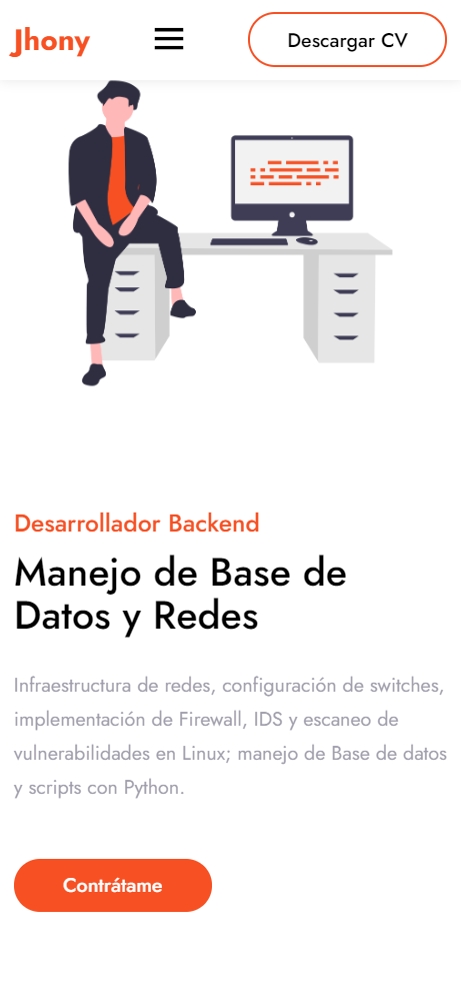 Jhony
Descargar CV
Desarrollador Backend
Manejo de Base de
Datos y Redes
Infraestructura de redes, configuración de switches,
implementación de Firewall, IDS y escaneo de
vulnerabilidades en Linux; manejo de Base de datos
y scripts con Python.
Contrátame